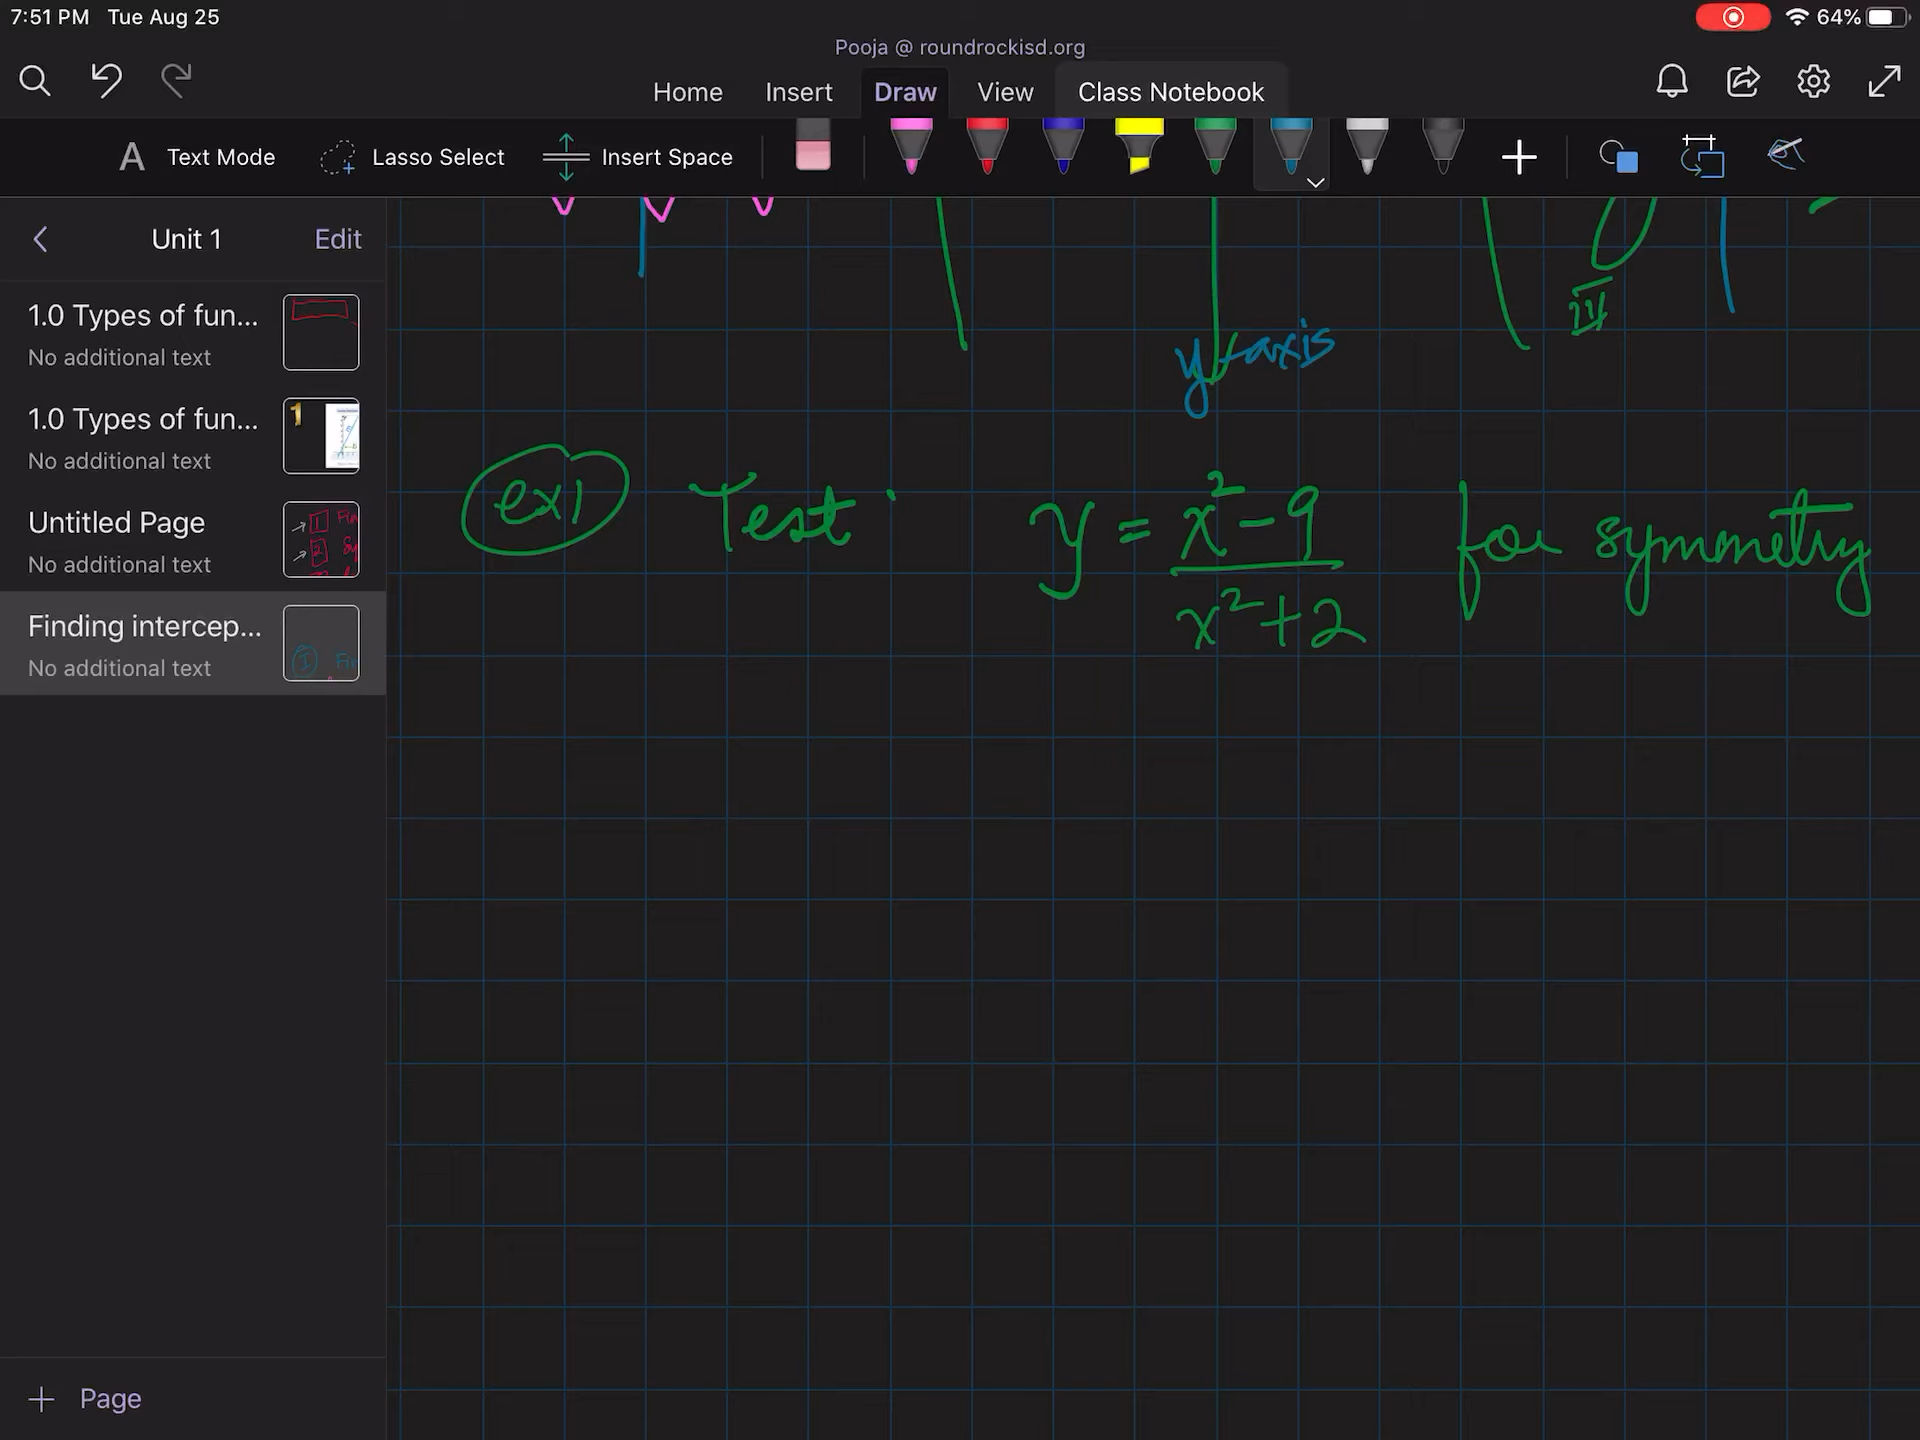 7:51 PM Tue Aug 25
64%
Pooja @ roundrockisd.org
Home Insert Draw View Class Notebook
A Text Mode Lasso Select Insert Space
Unit 1 Edit
1.0 Types of fun...
No additional text
1.0 Types of fun...
No additional text
Untitled Page
No additional text
Finding intercep...
No additional text
Page
y-axis
ex1 Test y = x²-9 for symmetry
x²+2